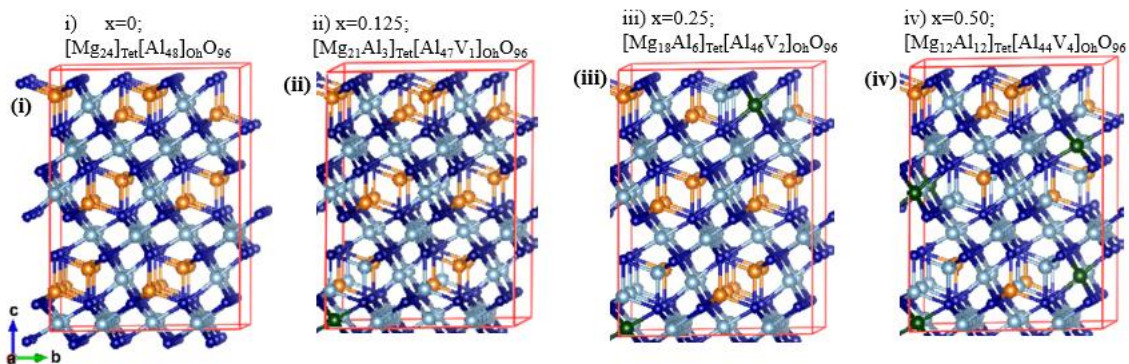 i) x=0;
[Mg24]Tet[Al48]OhO96
ii) x=0.125;
[Mg21Al3]Tet[Al47V1]OhO96
iii) x=0.25;
[Mg18Al6]Tet[Al46V2]OhO96
iv) x=0.50;
[Mg12Al12]Tet[Al44V4]OhO96
(i)
(ii)
(iii)
(iv)
c
a
b